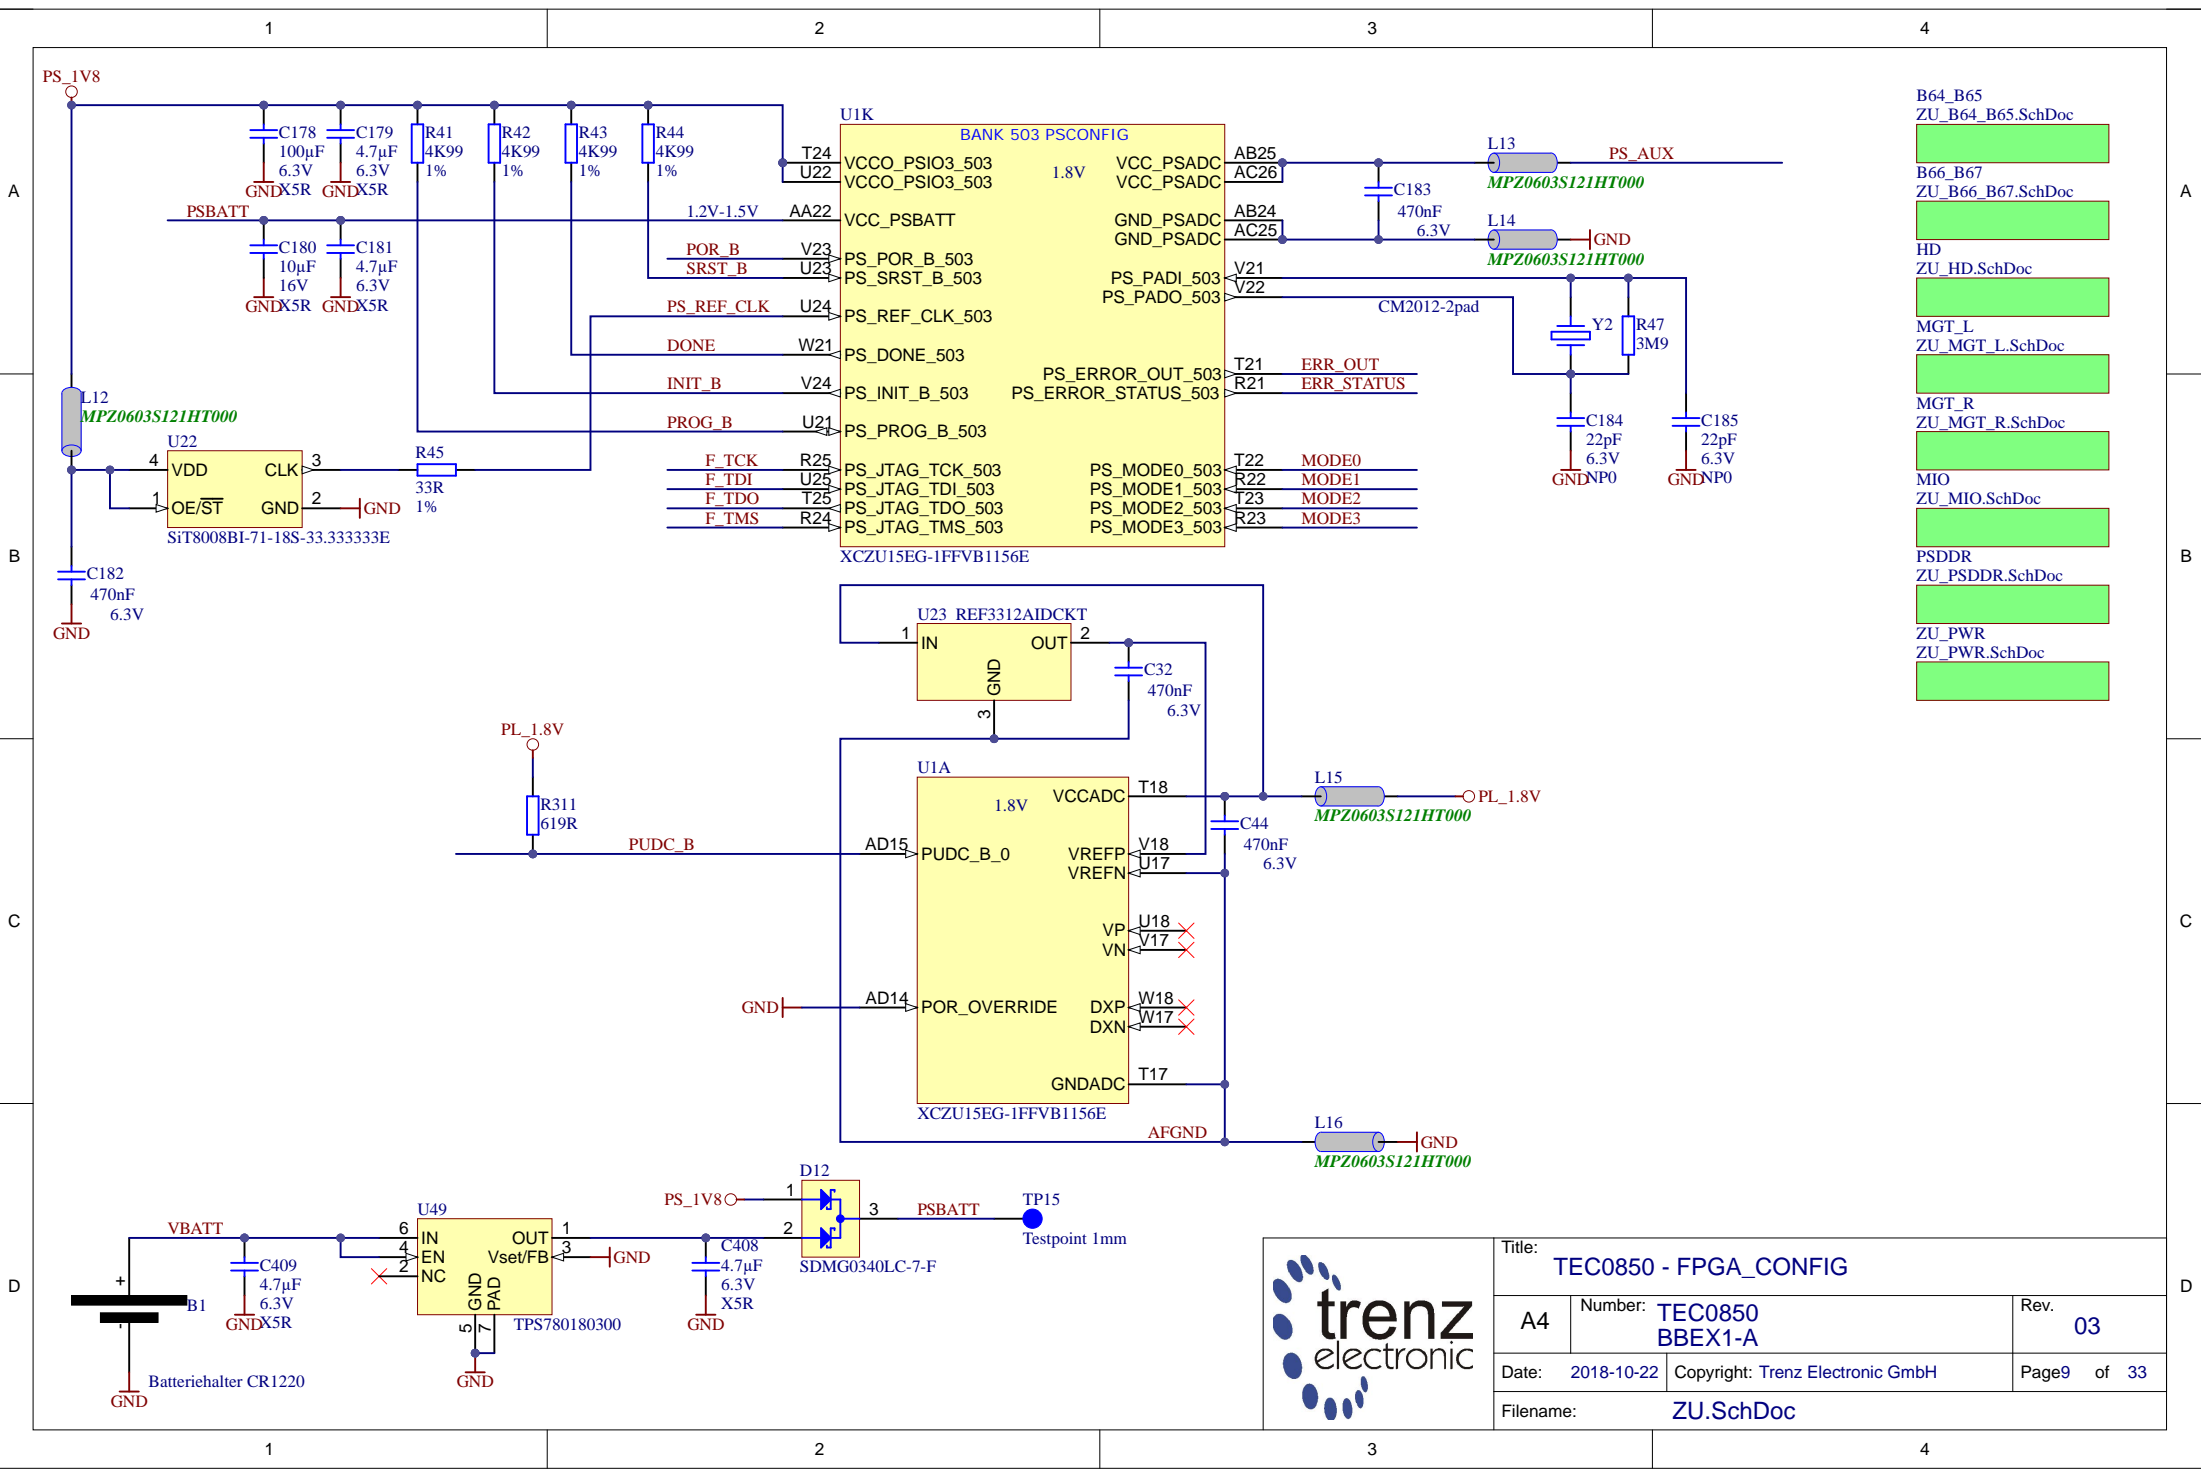 1
2
3
4
A
A
PS_1V8
C178
100µF
6.3V
X5R
GND
C179
4.7µF
6.3V
X5R
GND
R41
4K99
1%
R42
4K99
1%
R43
4K99
1%
R44
4K99
1%
PSBATT
1.2V-1.5V
C180
10µF
16V
X5R
GND
C181
4.7µF
6.3V
X5R
GND
POR_B
SRST_B
PS_REF_CLK
DONE
INIT_B
PROG_B
F_TCK
F_TDI
F_TDO
F_TMS
U1K
BANK 503 PSCONFIG
1.8V
T24 VCCO_PSIO3_503
U22 VCCO_PSIO3_503
AA22 VCC_PSBATT
V23 PS_POR_B_503
U23 PS_SRST_B_503
U24 PS_REF_CLK_503
W21 PS_DONE_503
V24 PS_INIT_B_503
U21 PS_PROG_B_503
R25 PS_JTAG_TCK_503
U25 PS_JTAG_TDI_503
T25 PS_JTAG_TDO_503
R24 PS_JTAG_TMS_503
VCC_PSADC AB25
VCC_PSADC AC26
GND_PSADC AB24
GND_PSADC AC25
PS_PADI_503 V21
PS_PADO_503 V22
PS_ERROR_OUT_503 T21 ERR_OUT
PS_ERROR_STATUS_503 R21 ERR_STATUS
PS_MODE0_503 T22 MODE0
PS_MODE1_503 R22 MODE1
PS_MODE2_503 T23 MODE2
PS_MODE3_503 R23 MODE3
XCZU15EG-1FFVB1156E
L13
PS_AUX
MPZ0603S121HT000
C183
470nF
6.3V
L14
GND
MPZ0603S121HT000
CM2012-2pad
Y2
R47
3M9
C184
22pF
6.3V
NP0
GND
C185
22pF
6.3V
NP0
GND
B64_B65
ZU_B64_B65.SchDoc
B66_B67
ZU_B66_B67.SchDoc
HD
ZU_HD.SchDoc
MGT_L
ZU_MGT_L.SchDoc
MGT_R
ZU_MGT_R.SchDoc
MIO
ZU_MIO.SchDoc
PSDDR
ZU_PSDDR.SchDoc
ZU_PWR
ZU_PWR.SchDoc
L12
MPZ0603S121HT000
U22
4 VDD
CLK 3
1 OE/ST
GND 2
GND
SiT8008BI-71-18S-33.333333E
R45
33R
1%
B
B
C182
470nF
6.3V
GND
U23 REF3312AIDCKT
1 IN
OUT 2
GND
3
C32
470nF
6.3V
PL_1.8V
R311
619R
PUDC_B
U1A
1.8V
VCCADC T18
AD15 PUDC_B_0
VREFP V18
VREFN U17
VP U18
VN V17
GND
AD14 POR_OVERRIDE
DXP W18
DXN W17
GNDADC T17
XCZU15EG-1FFVB1156E
L15
PL_1.8V
MPZ0603S121HT000
C44
470nF
6.3V
C
C
AFGND
L16
GND
MPZ0603S121HT000
VBATT
+
-
B1
GND
Batteriehalter CR1220
C409
4.7µF
6.3V
X5R
GND
U49
6 IN
4 EN
2 NC
OUT 1
Vset/FB 3
GND
GND
PAD
5
7
TPS780180300
GND
C408
4.7µF
6.3V
X5R
GND
PS_1V8
D12
1
2
3
SDMG0340LC-7-F
PSBATT
TP15
Testpoint 1mm
D
D
trenz
electronic
Title:
TEC0850 - FPGA_CONFIG
A4
Number: TEC0850
BBEX1-A
Rev.
03
Date: 2018-10-22
Copyright: Trenz Electronic GmbH
Page9 of 33
Filename: ZU.SchDoc
1
2
3
4